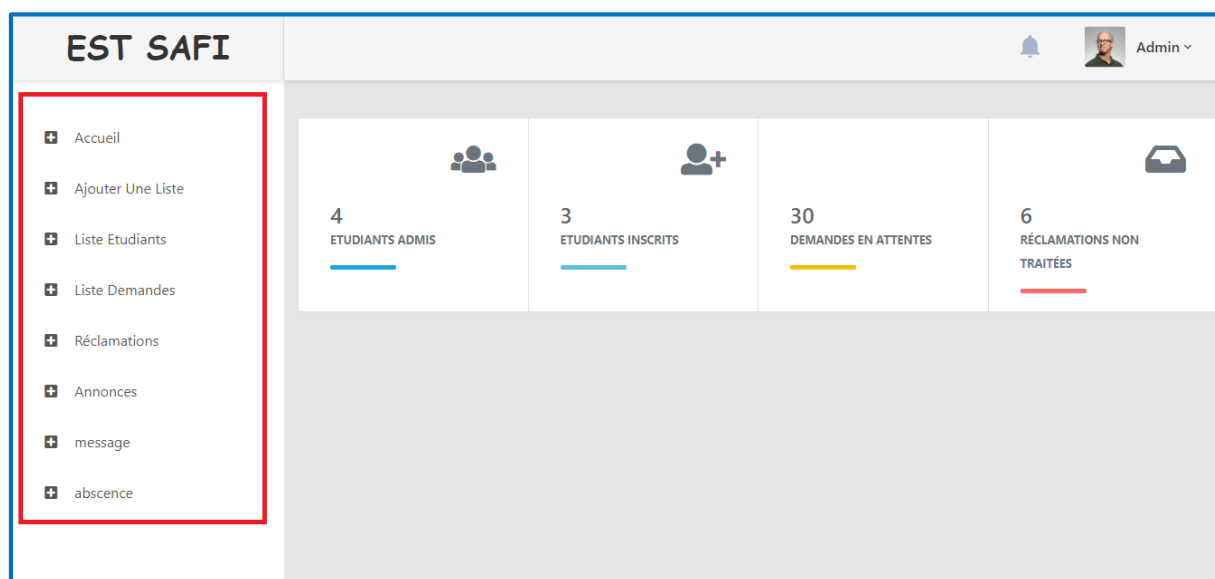 EST SAFI
Admin
Accueil
Ajouter Une Liste
Liste Etudiants
Liste Demandes
Réclamations
Annonces
message
abscence
4
ETUDIANTS ADMIS
3
ETUDIANTS INSCRITS
30
DEMANDES EN ATTENTES
6
RÉCLAMATIONS NON
TRAITÉES